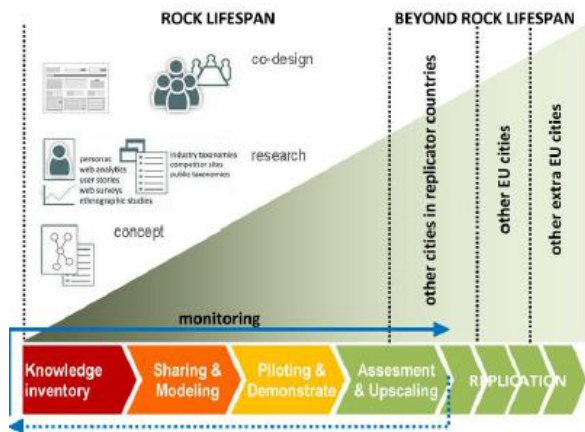 ROCK LIFESPAN
BEYOND ROCK LIFESPAN
co-design
research
personas
web analytics
user stories
web surveys
ethnographic studies
industry taxonomies
competitor sites
public taxonomies
concept
other cities in replicator countries
other EU cities
other extra EU cities
monitoring
Knowledge
inventory
Sharing &
Modeling
Piloting &
Demonstrate
Assesment
& Upscaling
REPLICATION